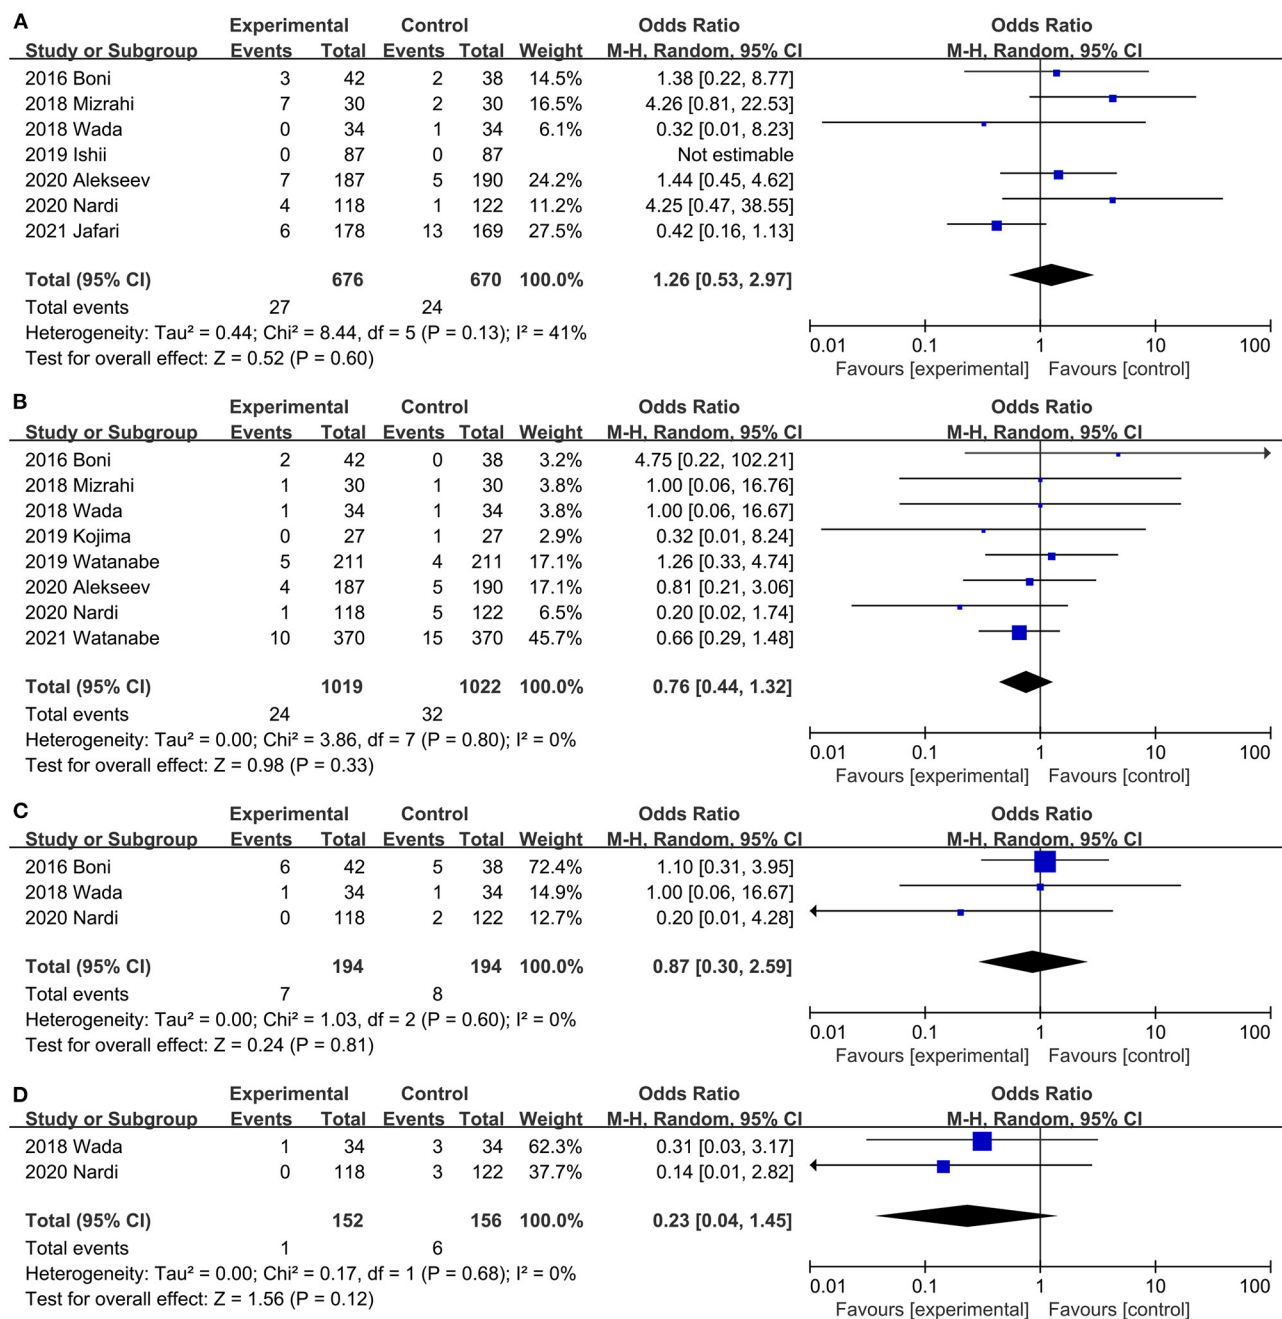 A Experimental Control Odds Ratio Odds Ratio
Study or Subgroup Events Total Events Total Weight M-H, Random, 95% CI M-H, Random, 95% CI
2016 Boni 3 42 2 38 14.5% 1.38 [0.22, 8.77]
2018 Mizrahi 7 30 2 30 16.5% 4.26 [0.81, 22.53]
2018 Wada 0 34 1 34 6.1% 0.32 [0.01, 8.23]
2019 Ishii 0 87 0 87 Not estimable
2020 Alekseev 7 187 5 190 24.2% 1.44 [0.45, 4.62]
2020 Nardi 4 118 1 122 11.2% 4.25 [0.47, 38.55]
2021 Jafari 6 178 13 169 27.5% 0.42 [0.16, 1.13]
Total (95% CI) 676 670 100.0% 1.26 [0.53, 2.97]
Total events 27 24
Heterogeneity: Tau² = 0.44; Chi² = 8.44, df = 5 (P = 0.13); I² = 41%
Test for overall effect: Z = 0.52 (P = 0.60)
0.01 0.1 1 10 100
Favours [experimental] Favours [control]
B Experimental Control Odds Ratio Odds Ratio
Study or Subgroup Events Total Events Total Weight M-H, Random, 95% CI M-H, Random, 95% CI
2016 Boni 2 42 0 38 3.2% 4.75 [0.22, 102.21]
2018 Mizrahi 1 30 1 30 3.8% 1.00 [0.06, 16.76]
2018 Wada 1 34 1 34 3.8% 1.00 [0.06, 16.67]
2019 Kojima 0 27 1 27 2.9% 0.32 [0.01, 8.24]
2019 Watanabe 5 211 4 211 17.1% 1.26 [0.33, 4.74]
2020 Alekseev 4 187 5 190 17.1% 0.81 [0.21, 3.06]
2020 Nardi 1 118 5 122 6.5% 0.20 [0.02, 1.74]
2021 Watanabe 10 370 15 370 45.7% 0.66 [0.29, 1.48]
Total (95% CI) 1019 1022 100.0% 0.76 [0.44, 1.32]
Total events 24 32
Heterogeneity: Tau² = 0.00; Chi² = 3.86, df = 7 (P = 0.80); I² = 0%
Test for overall effect: Z = 0.98 (P = 0.33)
0.01 0.1 1 10 100
Favours [experimental] Favours [control]
C Experimental Control Odds Ratio Odds Ratio
Study or Subgroup Events Total Events Total Weight M-H, Random, 95% CI M-H, Random, 95% CI
2016 Boni 6 42 5 38 72.4% 1.10 [0.31, 3.95]
2018 Wada 1 34 1 34 14.9% 1.00 [0.06, 16.67]
2020 Nardi 0 118 2 122 12.7% 0.20 [0.01, 4.28]
Total (95% CI) 194 194 100.0% 0.87 [0.30, 2.59]
Total events 7 8
Heterogeneity: Tau² = 0.00; Chi² = 1.03, df = 2 (P = 0.60); I² = 0%
Test for overall effect: Z = 0.24 (P = 0.81)
0.01 0.1 1 10 100
Favours [experimental] Favours [control]
D Experimental Control Odds Ratio Odds Ratio
Study or Subgroup Events Total Events Total Weight M-H, Random, 95% CI M-H, Random, 95% CI
2018 Wada 1 34 3 34 62.3% 0.31 [0.03, 3.17]
2020 Nardi 0 118 3 122 37.7% 0.14 [0.01, 2.82]
Total (95% CI) 152 156 100.0% 0.23 [0.04, 1.45]
Total events 1 6
Heterogeneity: Tau² = 0.00; Chi² = 0.17, df = 1 (P = 0.68); I² = 0%
Test for overall effect: Z = 1.56 (P = 0.12)
0.01 0.1 1 10 100
Favours [experimental] Favours [control]